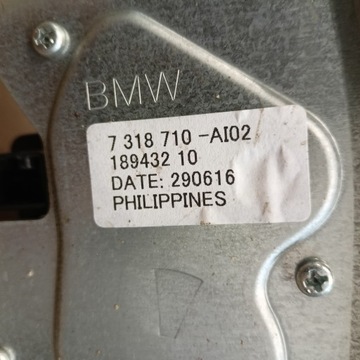 BMW
7 318 710 -AI02
189432 10
DATE: 290616
PHILIPPINES